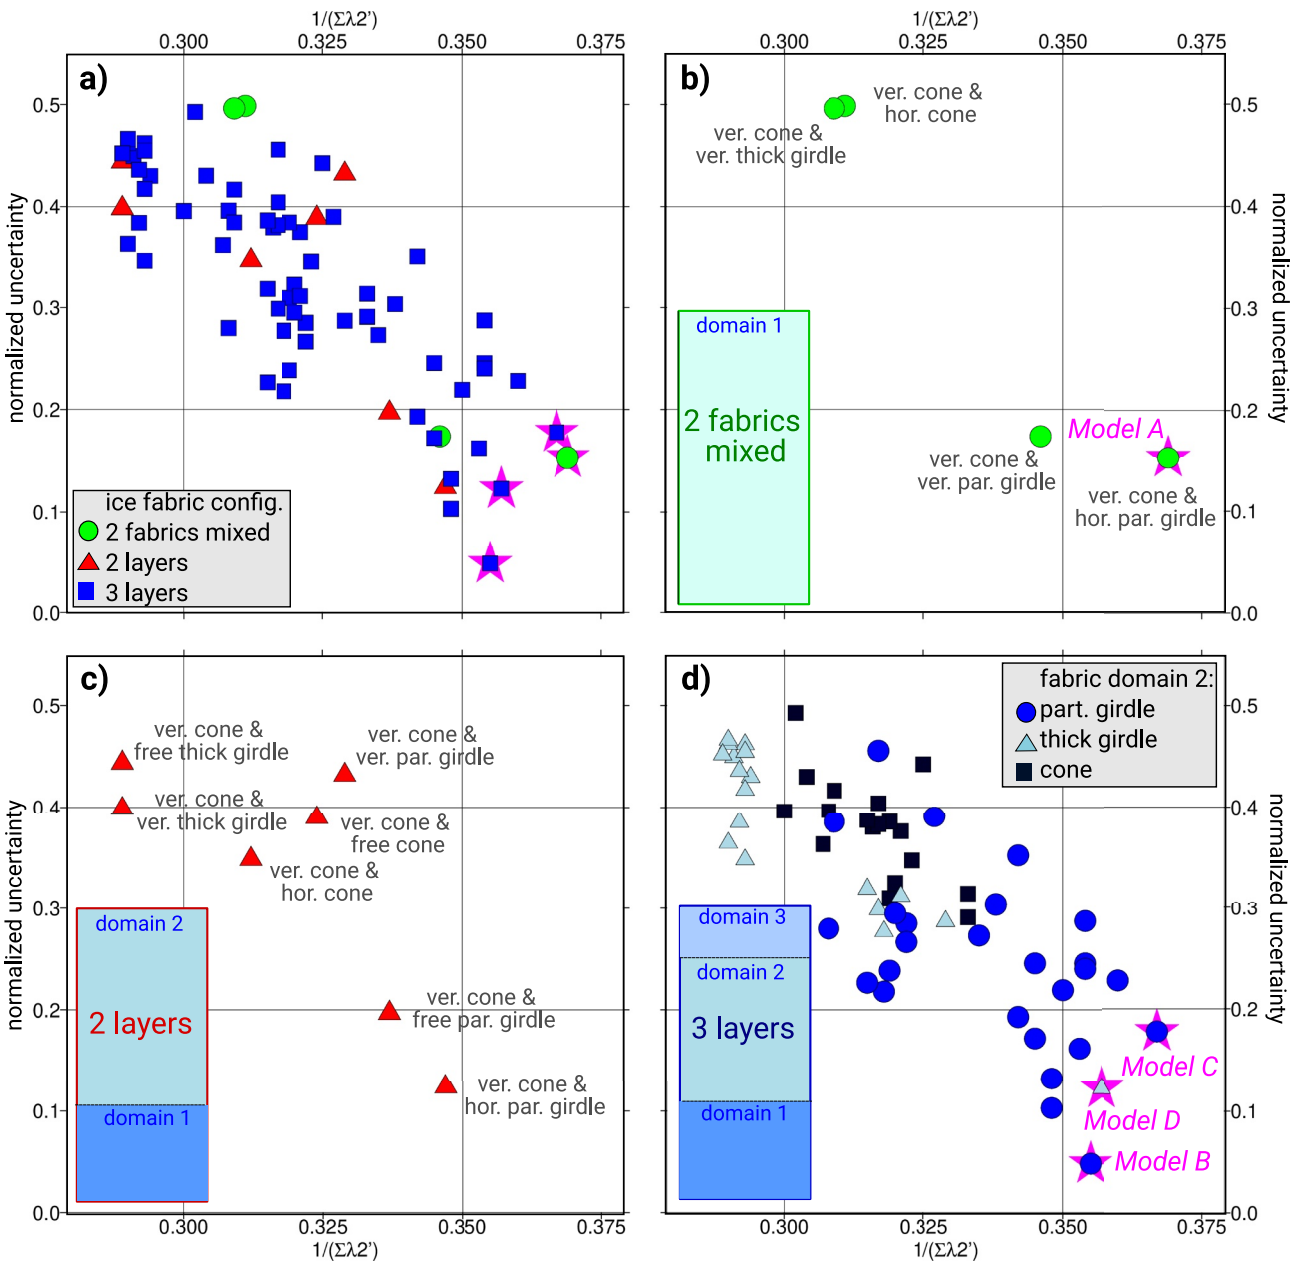 1/(Σλ2')
0.300 0.325 0.350 0.375
a)
normalized uncertainty
0.5
0.4
0.3
0.2
0.1
0.0
ice fabric config.
2 fabrics mixed
2 layers
3 layers
1/(Σλ2')
0.300 0.325 0.350 0.375
b)
ver. cone &
hor. cone
ver. cone &
ver. thick girdle
domain 1
2 fabrics
mixed
Model A
ver. cone &
ver. par. girdle
ver. cone &
hor. par. girdle
0.5
0.4
0.3
0.2
0.1
0.0
normalized uncertainty
c)
normalized uncertainty
0.5
0.4
0.3
0.2
0.1
0.0
ver. cone &
free thick girdle
ver. cone &
ver. par. girdle
ver. cone &
ver. thick girdle
ver. cone &
free cone
ver. cone &
hor. cone
domain 2
2 layers
domain 1
ver. cone &
free par. girdle
ver. cone &
hor. par. girdle
0.300 0.325 0.350 0.375
1/(Σλ2')
d)
fabric domain 2:
part. girdle
thick girdle
cone
domain 3
domain 2
3 layers
domain 1
Model C
Model D
Model B
0.5
0.4
0.3
0.2
0.1
0.0
normalized uncertainty
0.300 0.325 0.350 0.375
1/(Σλ2')